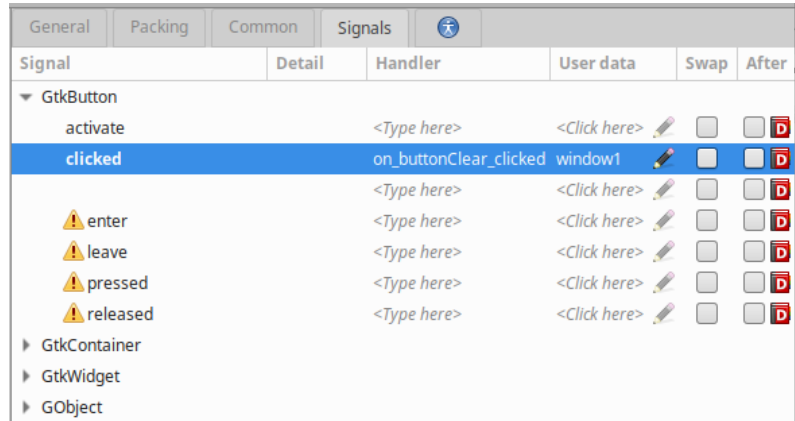 General Packing Common Signals
Signal Detail Handler User data Swap After
GtkButton
activate <Type here> <Click here> D
clicked on_buttonClear_clicked window1 D
<Type here> <Click here> D
enter <Type here> <Click here> D
leave <Type here> <Click here> D
pressed <Type here> <Click here> D
released <Type here> <Click here> D
GtkContainer
GtkWidget
GObject